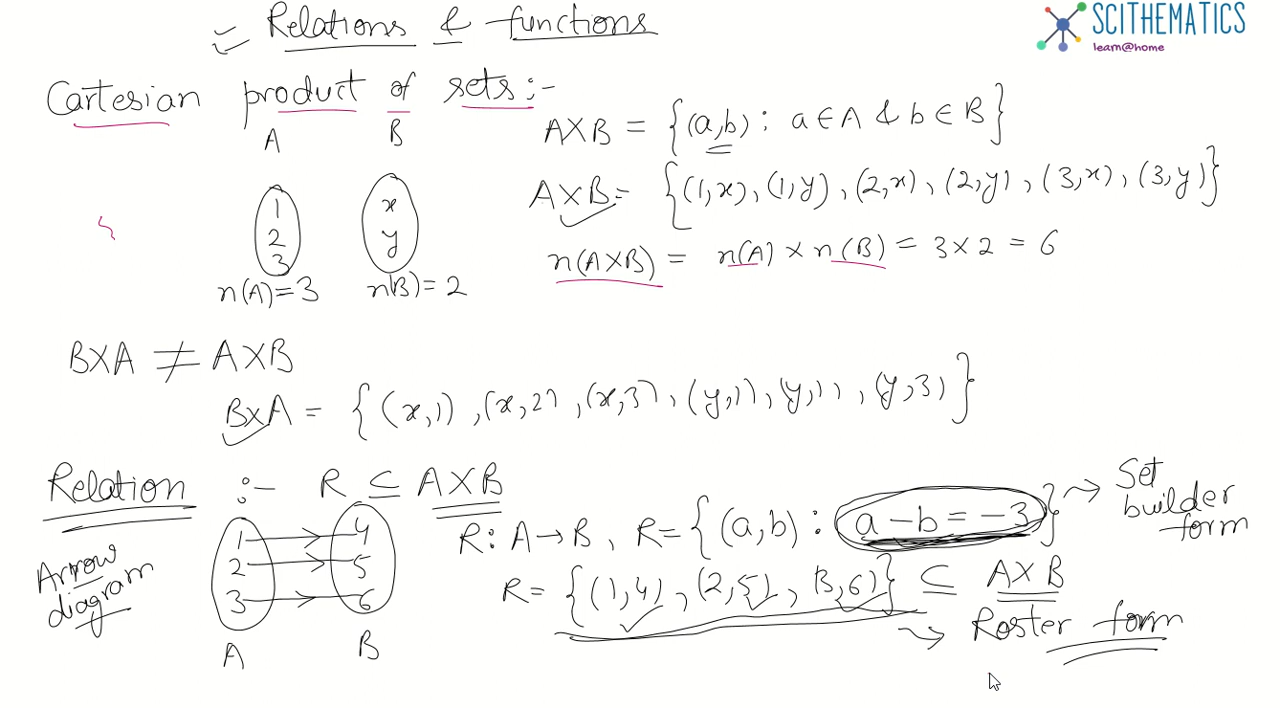 Relations & functions
SCITHEMATICS
learn@home
Cartesian product of sets :-
A B
A×B = {(a,b) : a∈A & b∈B}
1 x
2 y
3
A×B = {(1,x), (1,y), (2,x), (2,y), (3,x), (3,y)}
n(A×B) = n(A) × n(B) = 3×2 = 6
n(A)=3 n(B)=2
B×A ≠ A×B
B×A = {(x,1), (x,2), (x,3), (y,1), (y,1), (y,3)}
Relation :- R ⊆ A×B
Arrow diagram
1 4
2 5
3 6
A B
R: A→B, R={(a,b) : a-b=-3} → Set builder form
R= {(1,4), (2,5), (3,6)} ⊆ A×B
→ Roster form